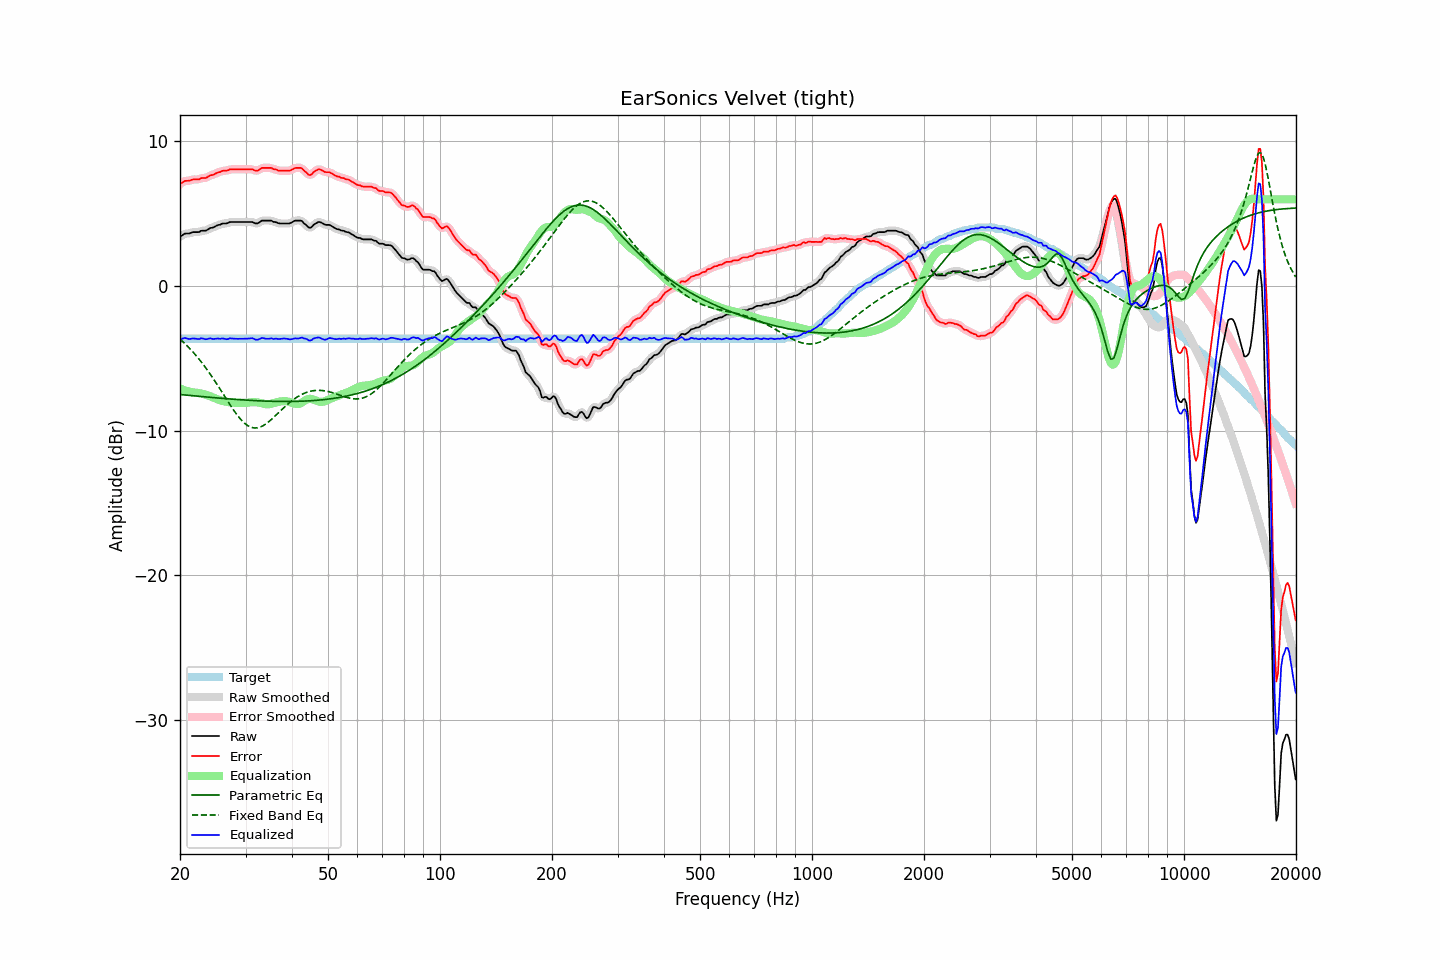 EarSonics Velvet (tight)
10
0
−10
−20
−30
Amplitude (dBr)
Target
Raw Smoothed
Error Smoothed
Raw
Error
Equalization
Parametric Eq
Fixed Band Eq
Equalized
20 50 100 200 500 1000 2000 5000 10000 20000
Frequency (Hz)